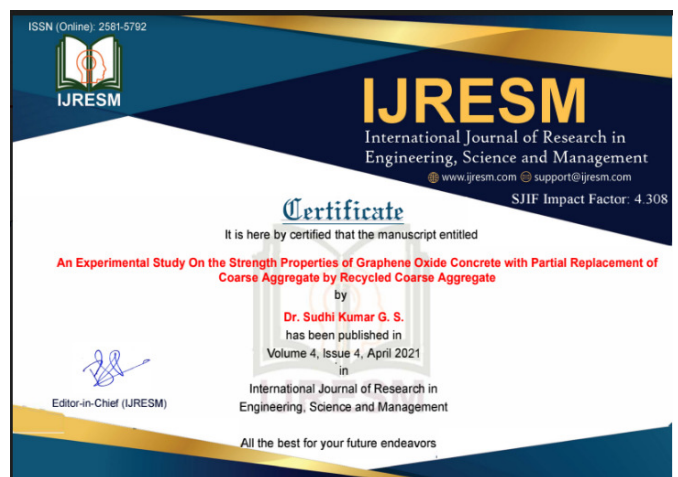 ISSN (Online): 2581-5792
IJRESM
IJRESM
International Journal of Research in
Engineering, Science and Management
www.ijresm.com support@ijresm.com
SJIF Impact Factor: 4.308
Certificate
It is here by certified that the manuscript entitled
An Experimental Study On the Strength Properties of Graphene Oxide Concrete with Partial Replacement of
Coarse Aggregate by Recycled Coarse Aggregate
by
Dr. Sudhi Kumar G. S.
has been published in
Volume 4, Issue 4, April 2021
in
International Journal of Research in
Engineering, Science and Management
IJRESM
Editor-in-Chief (IJRESM)
All the best for your future endeavors